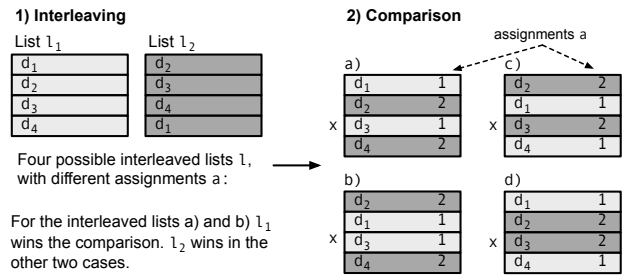 1) Interleaving
List l1
List l2
d1
d2
d3
d4
d2
d3
d4
d1
Four possible interleaved lists l,
with different assignments a:
For the interleaved lists a) and b) l1
wins the comparison. l2 wins in the
other two cases.
2) Comparison
assignments a
a)
d1 1
d2 2
x d3 1
d4 2
b)
d2 2
d1 1
x d3 1
d4 2
c)
d2 2
d1 1
x d3 2
d4 1
d)
d1 1
d2 2
x d3 2
d4 1